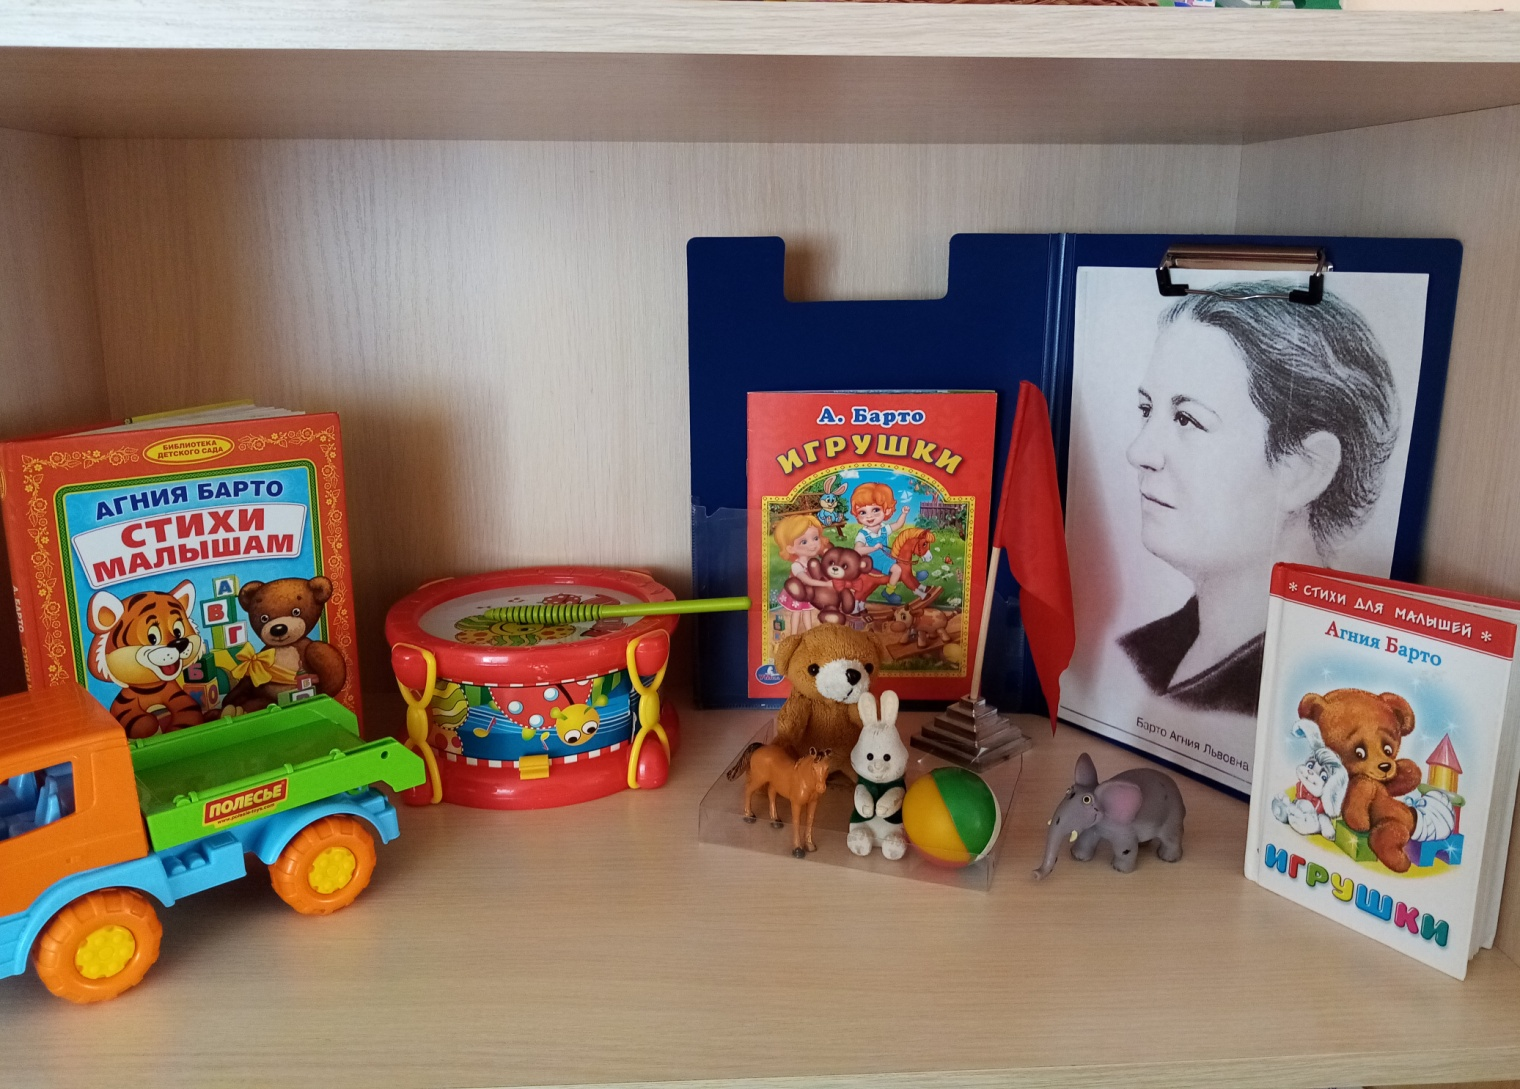 БИБЛИОТЕКА
ДЕТСКОГО САДА
АГНИЯ БАРТО
СТИХИ
МАЛЫШАМ
А
В
Г
ПОЛЕСЬЕ
А. Барто
ИГРУШКИ
Барто Агния Львовна
* СТИХИ ДЛЯ МАЛЫШЕЙ *
Агния Барто
ИГРУШКИ